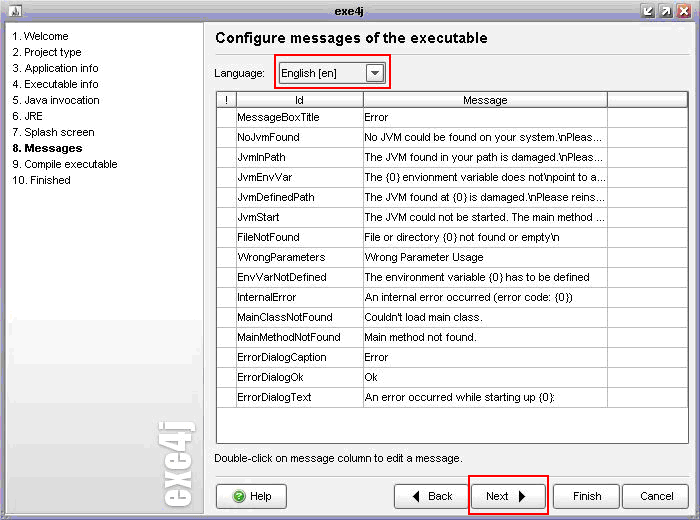 exe4j
1. Welcome
2. Project type
3. Application info
4. Executable info
5. Java invocation
6. JRE
7. Splash screen
8. Messages
9. Compile executable
10. Finished
exe4j
Configure messages of the executable
Language: English [en]
! Id Message
MessageBoxTitle Error
NoJvmFound No JVM could be found on your system.\nPleas...
JvmInPath The JVM found in your path is damaged.\nPleas...
JvmEnvVar The {0} envionment variable does not\npoint to a...
JvmDefinedPath The JVM found at {0} is damaged.\nPlease reins...
JvmStart The JVM could not be started. The main method ...
FileNotFound File or directory {0} not found or empty\n
WrongParameters Wrong Parameter Usage
EnvVarNotDefined The environment variable {0} has to be defined
InternalError An internal error occurred (error code: {0})
MainClassNotFound Couldn't load main class.
MainMethodNotFound Main method not found.
ErrorDialogCaption Error
ErrorDialogOk Ok
ErrorDialogText An error occurred while starting up {0}:
Double-click on message column to edit a message.
Help Back Next Finish Cancel